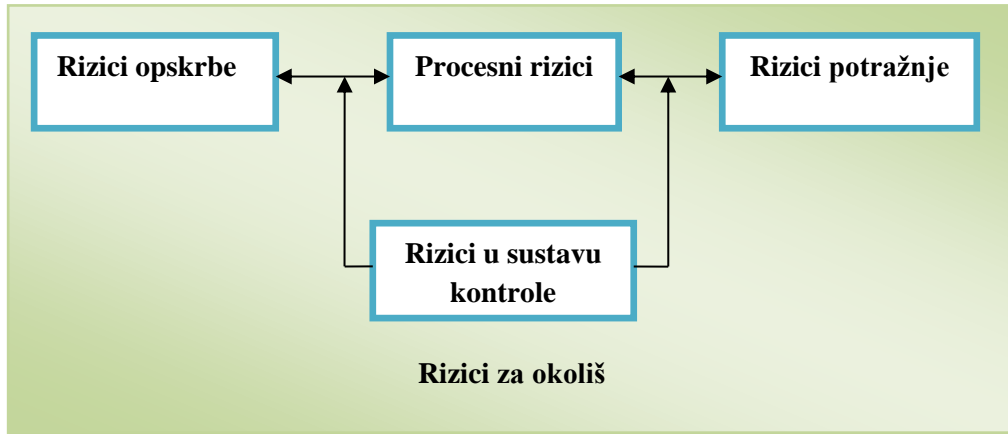 Rizici opskrbe
Procesni rizici
Rizici potražnje
Rizici u sustavu
kontrole
Rizici za okoliš